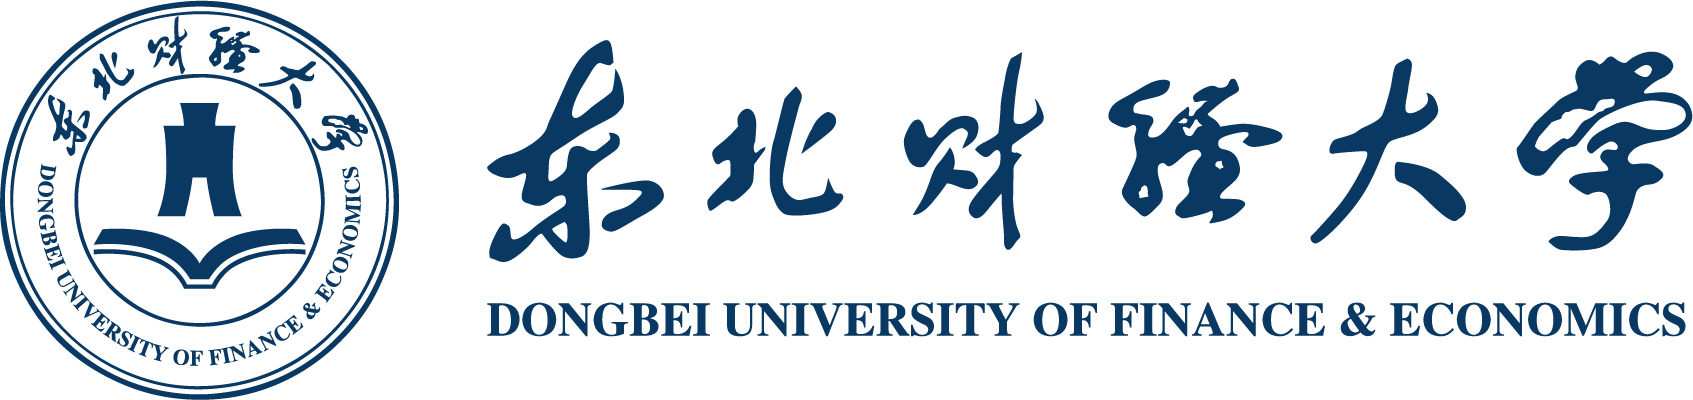 东北财经大学
DONGBEI UNIVERSITY OF FINANCE & ECONOMICS
东北财经大学
DONGBEI UNIVERSITY OF FINANCE & ECONOMICS